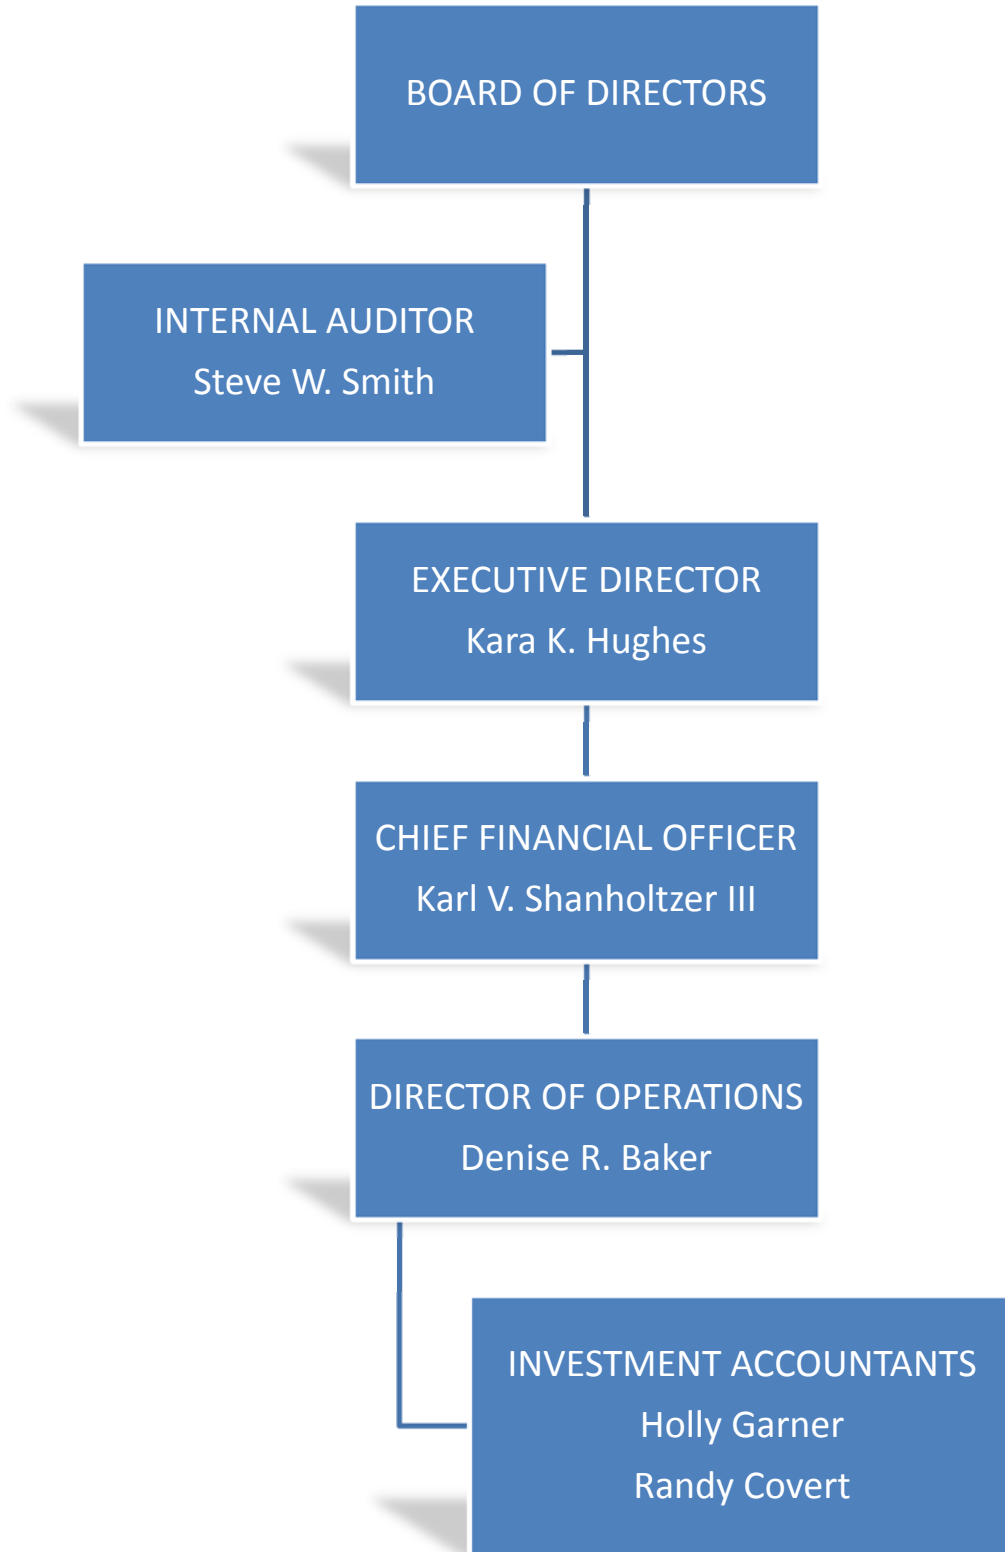 BOARD OF DIRECTORS
INTERNAL AUDITOR
Steve W. Smith
EXECUTIVE DIRECTOR
Kara K. Hughes
CHIEF FINANCIAL OFFICER
Karl V. Shanholtzer III
DIRECTOR OF OPERATIONS
Denise R. Baker
INVESTMENT ACCOUNTANTS
Holly Garner
Randy Covert